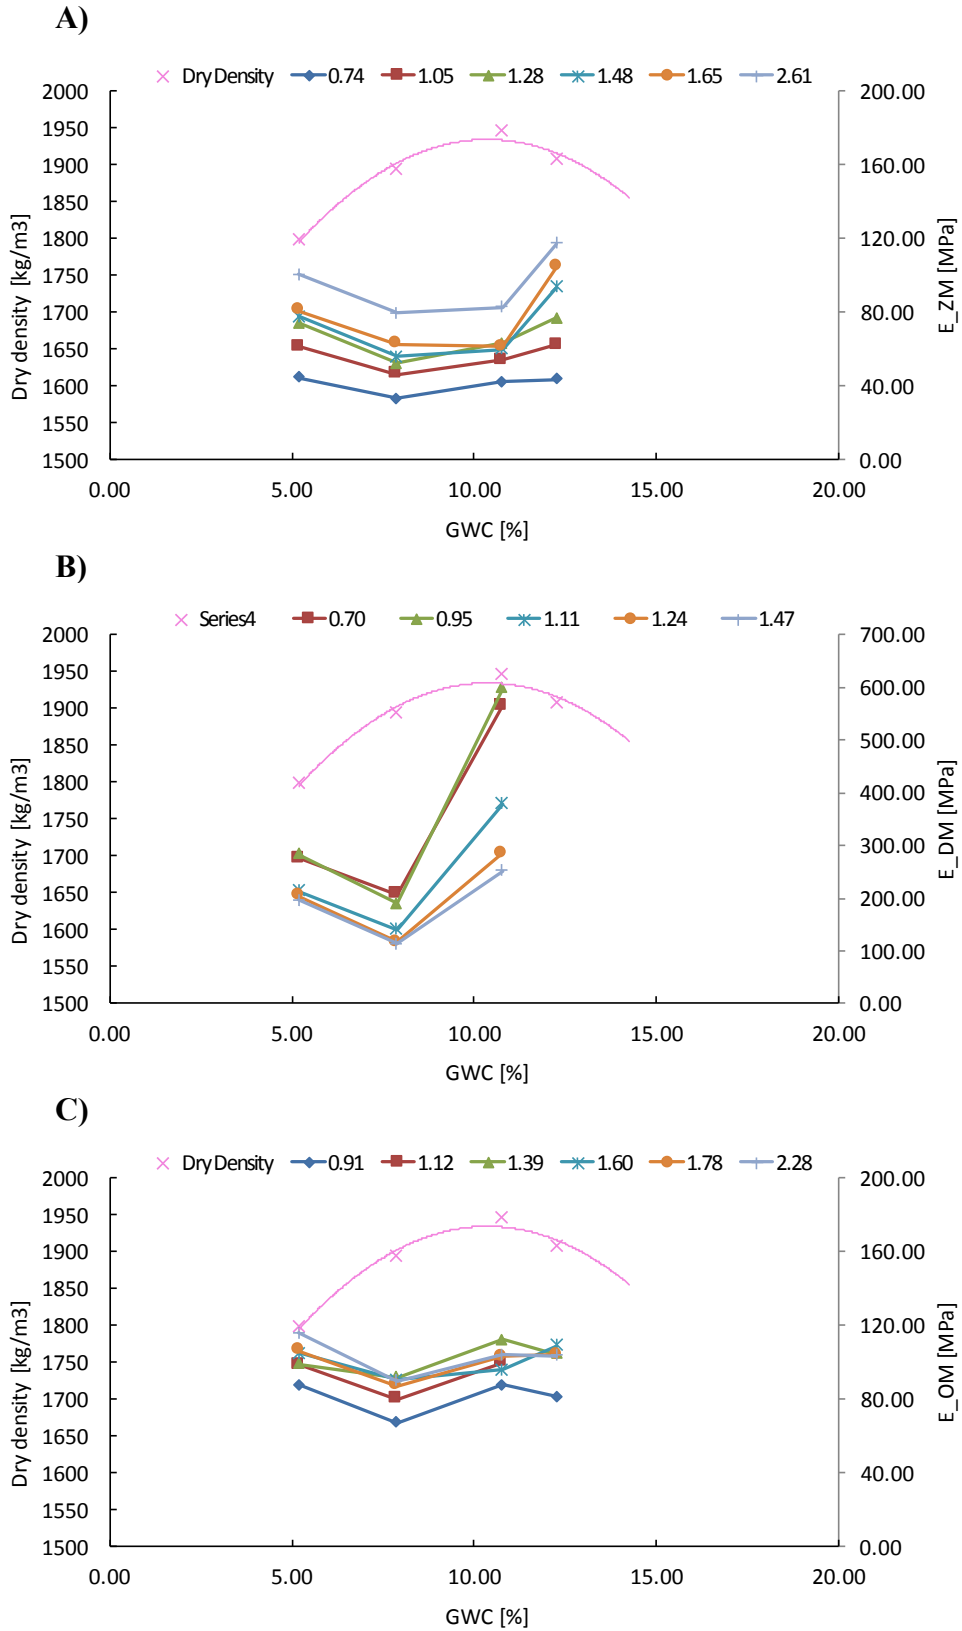 A)
Dry Density 0.74 1.05 1.28 1.48 1.65 2.61
2000 200.00
1950
1900 160.00
1850
1800 120.00
1750
1700 80.00
1650
1600 40.00
1550
1500 0.00
Dry density [kg/m3]
E_ZM [MPa]
0.00 5.00 10.00 15.00 20.00
GWC [%]
B)
Series4 0.70 0.95 1.11 1.24 1.47
2000 700.00
1950 600.00
1900
1850 500.00
1800 400.00
1750
1700 300.00
1650 200.00
1600
1550 100.00
1500 0.00
Dry density [kg/m3]
E_DM [MPa]
0.00 5.00 10.00 15.00 20.00
GWC [%]
C)
Dry Density 0.91 1.12 1.39 1.60 1.78 2.28
2000 200.00
1950
1900 160.00
1850
1800 120.00
1750
1700 80.00
1650
1600 40.00
1550
1500 0.00
Dry density [kg/m3]
E_OM [MPa]
0.00 5.00 10.00 15.00 20.00
GWC [%]